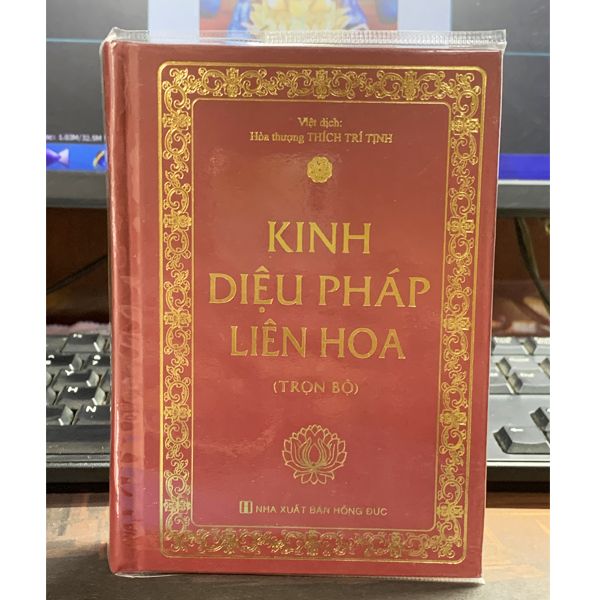 Việt dịch:
Hòa thượng THÍCH TRÍ TỊNH
KINH
DIỆU PHÁP
LIÊN HOA
(TRỌN BỘ)
NHÀ XUẤT BẢN HỒNG ĐỨC